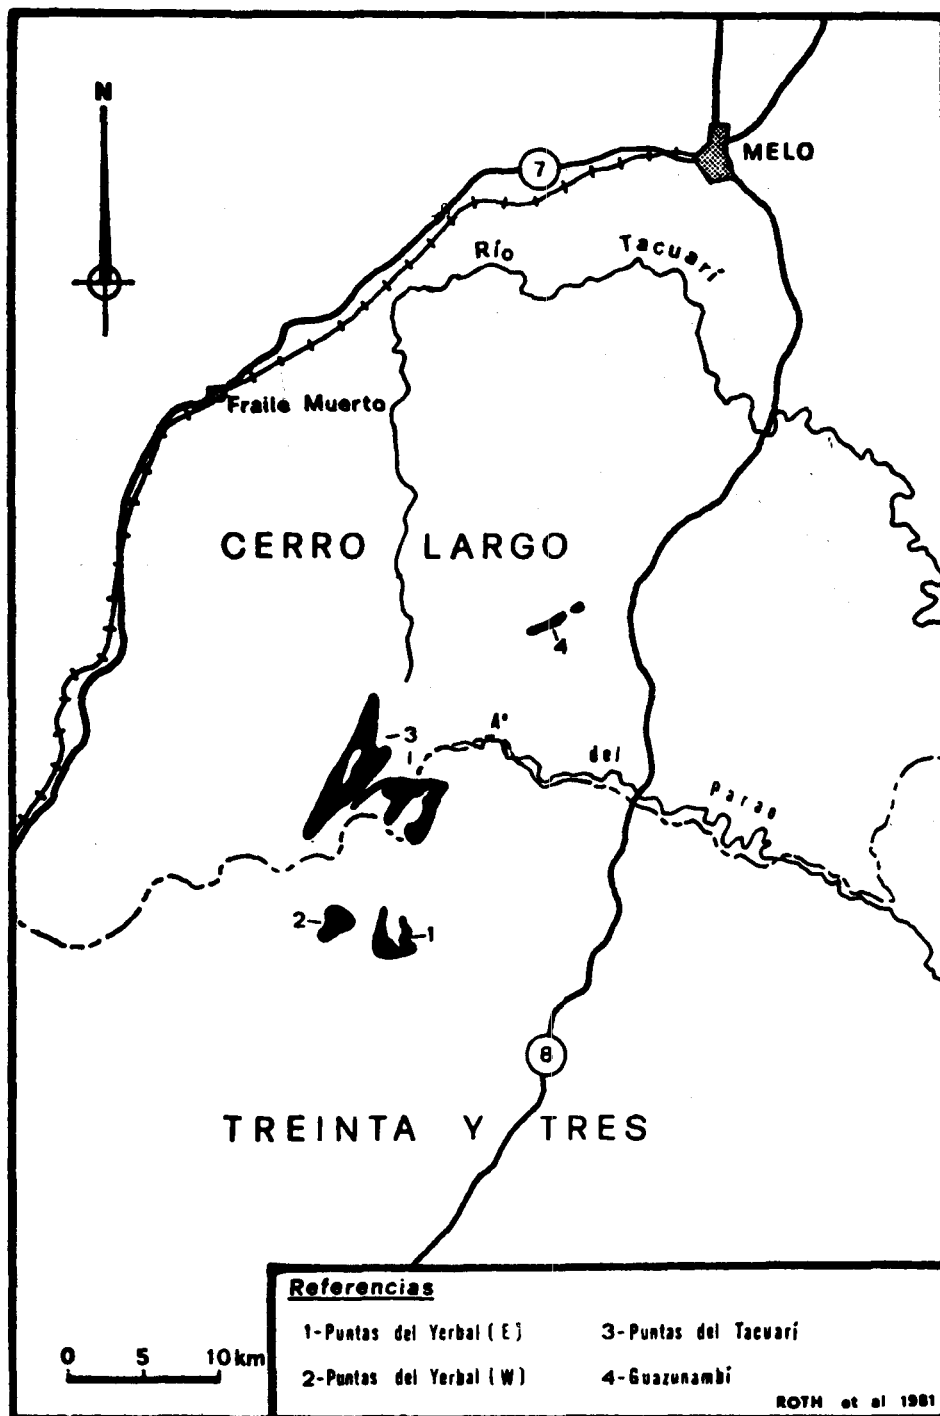 N
MELO
7
Río Tacuarí
Fraile Muerto
CERRO LARGO
4
3
1
A° del Parao
2
1
8
TREINTA Y TRES
Referencias
1-Puntas del Yerbal (E)
3-Puntas del Tacuarí
2-Puntas del Yerbal (W)
4-Guazunambí
0 5 10km
ROTH et al 1981